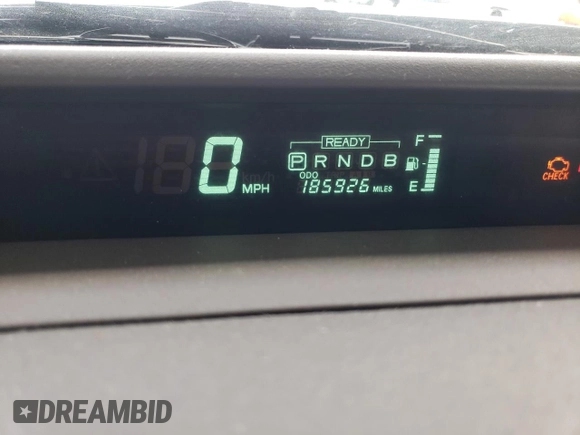 READY
F
0 MPH
P R N D B
ODO
185926 MILES
E
CHECK
DREAMBID